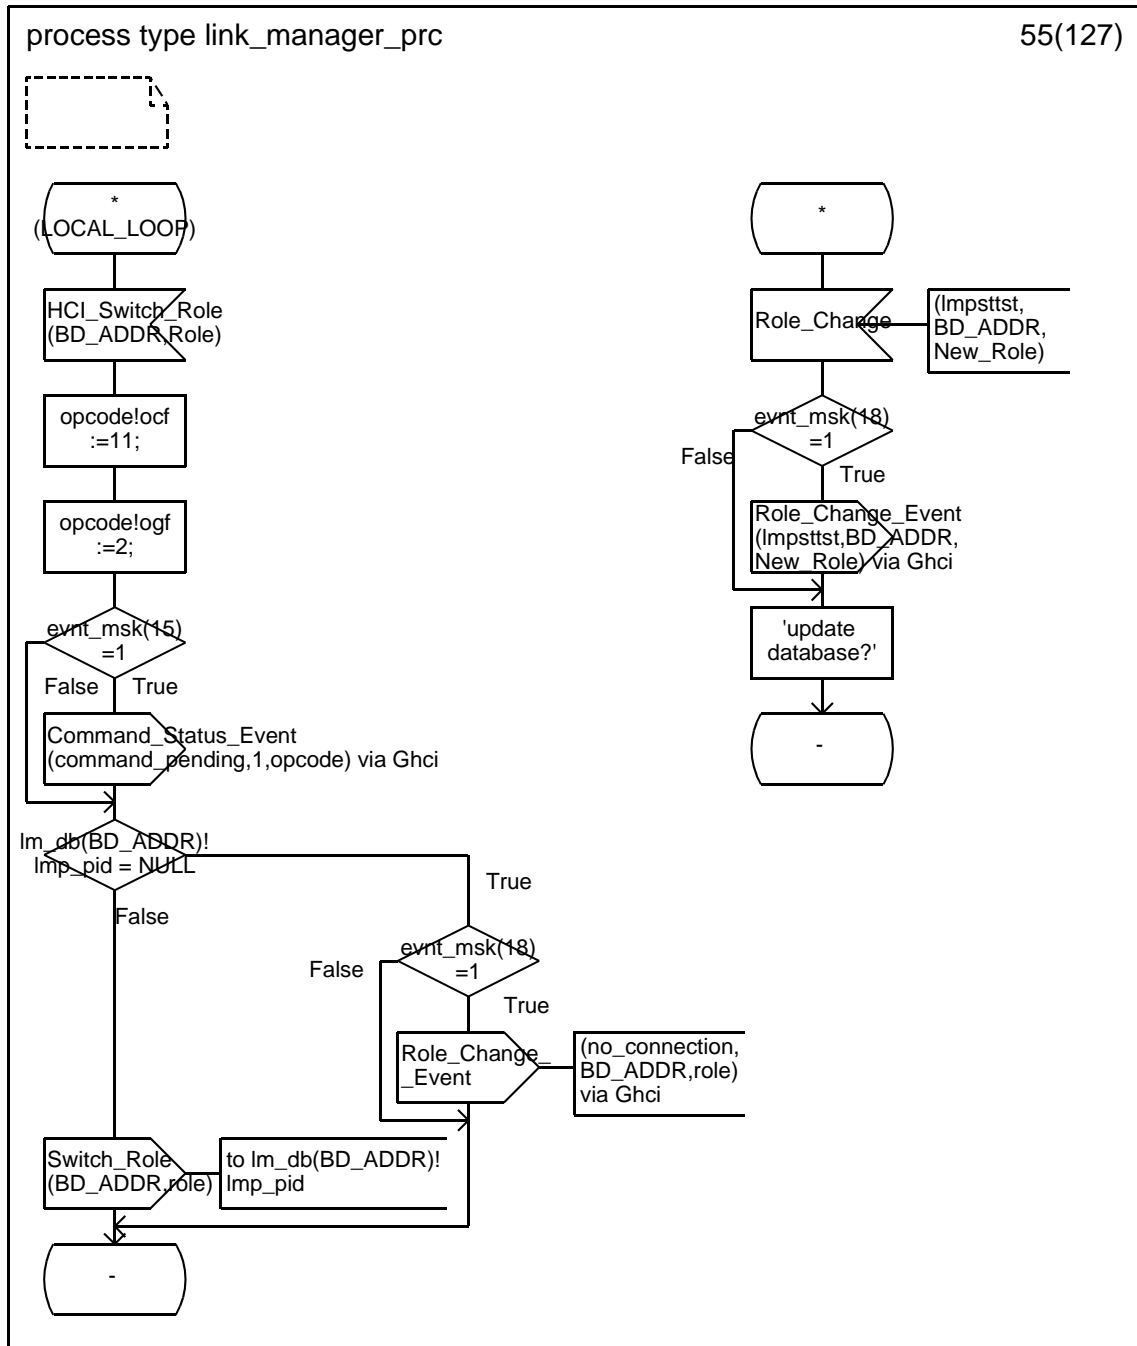 process type link_manager_prc
55(127)
*
(LOCAL_LOOP)
HCI_Switch_Role
(BD_ADDR,Role)
opcode!ocf
:=11;
opcode!ogf
:=2;
evnt_msk(15)
=1
False
True
Command_Status_Event
(command_pending,1,opcode) via Ghci
lm_db(BD_ADDR)!
lmp_pid = NULL
True
False
evnt_msk(18)
=1
False
True
Role_Change_
_Event
(no_connection,
BD_ADDR,role)
via Ghci
Switch_Role
(BD_ADDR,role)
to lm_db(BD_ADDR)!
lmp_pid
-
*
Role_Change
(lmpsttst,
BD_ADDR,
New_Role)
evnt_msk(18)
=1
False
True
Role_Change_Event
(lmpsttst,BD_ADDR,
New_Role) via Ghci
'update
database?'
-